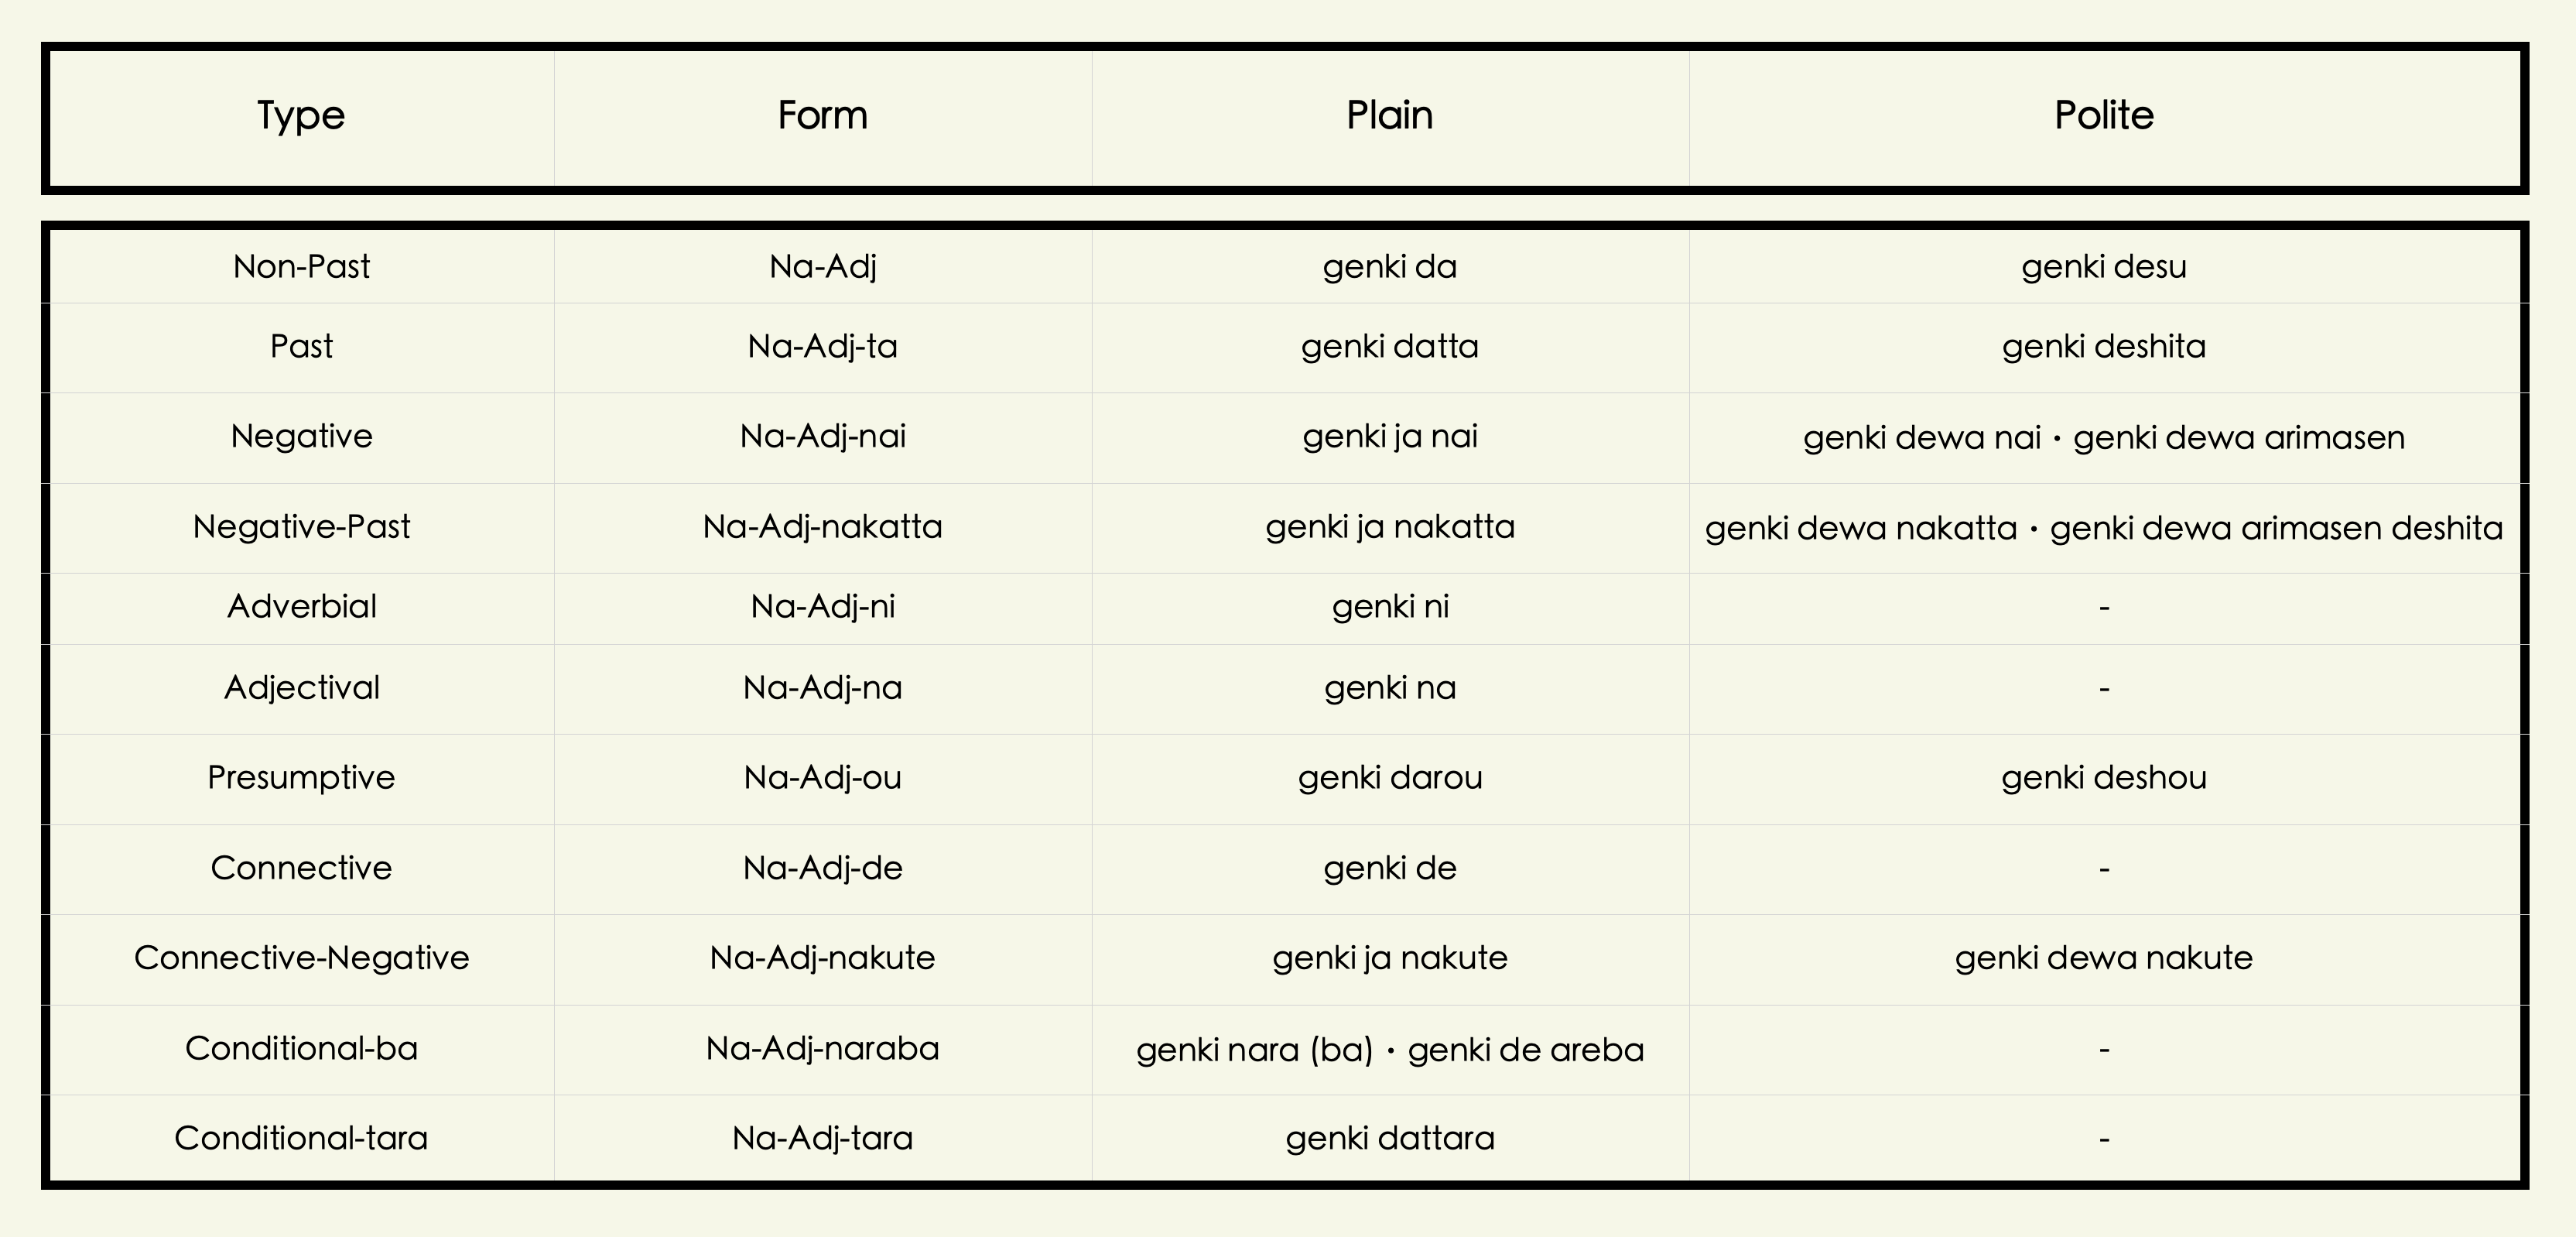 Type Form Plain Polite
Non-Past Na-Adj genki da genki desu
Past Na-Adj-ta genki datta genki deshita
Negative Na-Adj-nai genki ja nai genki dewa nai・genki dewa arimasen
Negative-Past Na-Adj-nakatta genki ja nakatta genki dewa nakatta・genki dewa arimasen deshita
Adverbial Na-Adj-ni genki ni -
Adjectival Na-Adj-na genki na -
Presumptive Na-Adj-ou genki darou genki deshou
Connective Na-Adj-de genki de -
Connective-Negative Na-Adj-nakute genki ja nakute genki dewa nakute
Conditional-ba Na-Adj-naraba genki nara (ba)・genki de areba -
Conditional-tara Na-Adj-tara genki dattara -